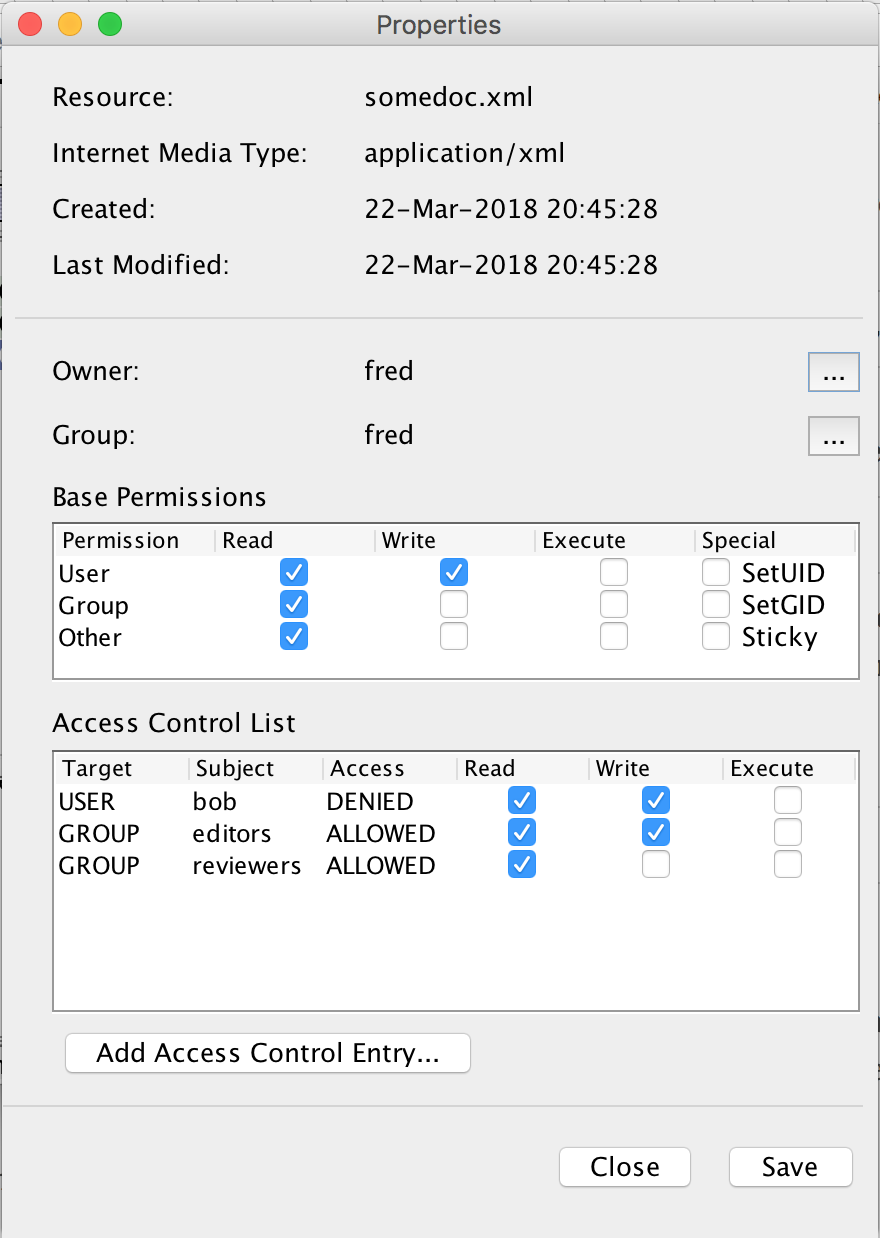 Properties
Resource: somedoc.xml
Internet Media Type: application/xml
Created: 22-Mar-2018 20:45:28
Last Modified: 22-Mar-2018 20:45:28
Owner: fred ...
Group: fred ...
Base Permissions
Permission Read Write Execute Special
User SetUID
Group SetGID
Other Sticky
Access Control List
Target Subject Access Read Write Execute
USER bob DENIED
GROUP editors ALLOWED
GROUP reviewers ALLOWED
Add Access Control Entry...
Close Save